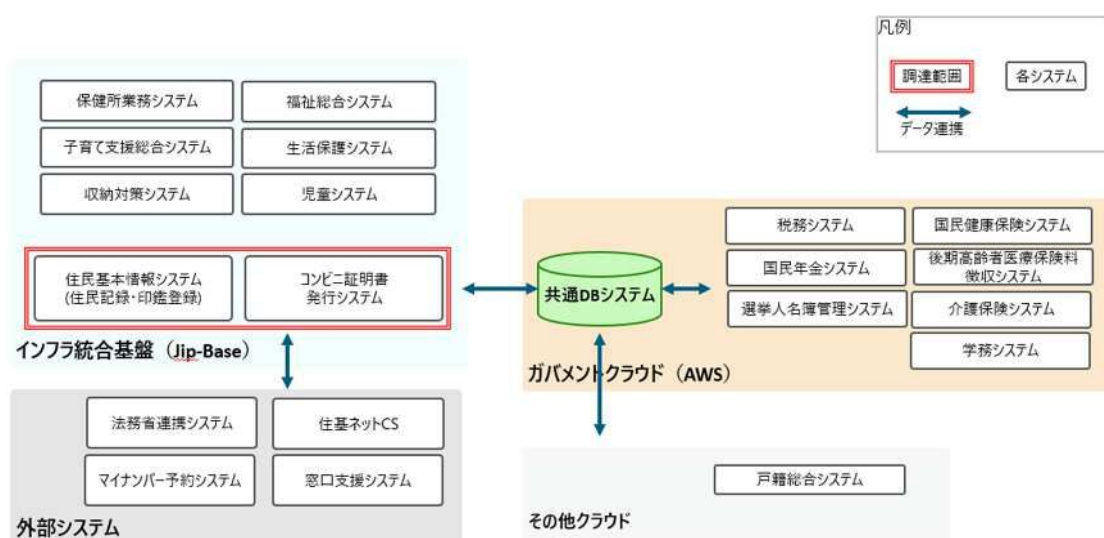 凡例
調達範囲
各システム
データ連携
保健所業務システム
福祉総合システム
子育て支援総合システム
生活保護システム
収納対策システム
児童システム
住民基本情報システム
(住民記録・印鑑登録)
コンビニ証明書
発行システム
インフラ統合基盤（Jip-Base）
共通DBシステム
税務システム
国民健康保険システム
国民年金システム
後期高齢者医療保険料
徴収システム
選挙人名簿管理システム
介護保険システム
学務システム
ガバメントクラウド（AWS）
法務省連携システム
住基ネットCS
マイナンバー予約システム
窓口支援システム
外部システム
戸籍総合システム
その他クラウド